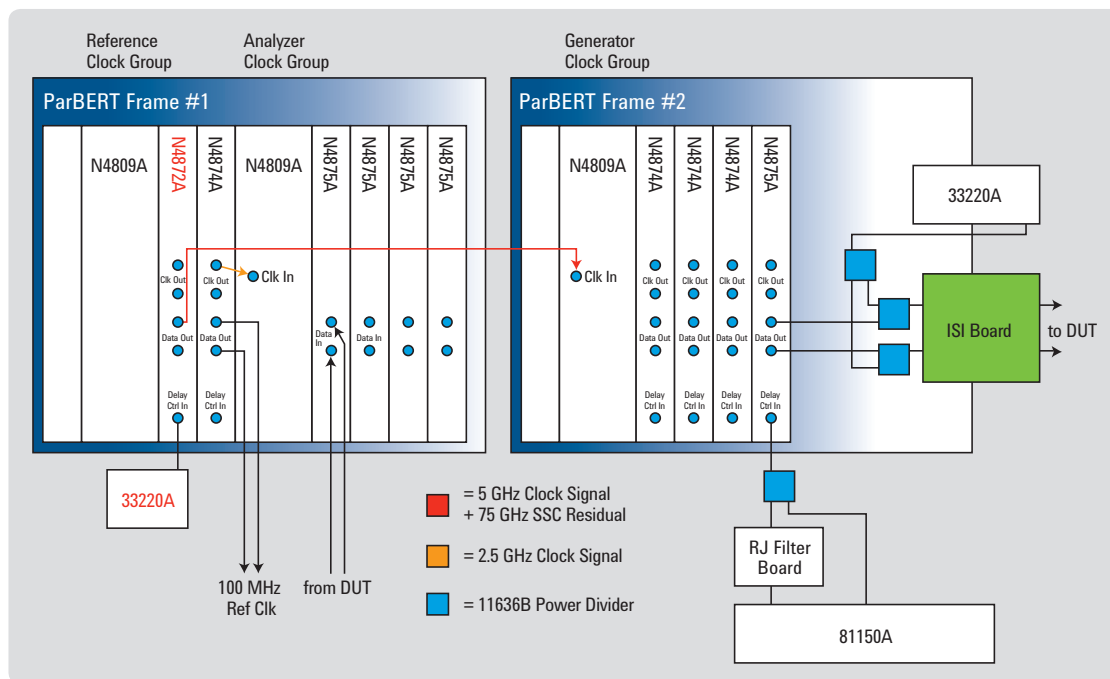 Reference
Clock Group
Analyzer
Clock Group
Generator
Clock Group
ParBERT Frame #1
N4809A
N4872A
N4874A
N4809A
N4875A
N4875A
N4875A
N4875A
Clk Out
Clk Out
Clk In
Data Out
Data Out
Data
In
Data In
Delay
Ctrl In
Delay
Ctrl In
33220A
100 MHz
Ref Clk
from DUT
ParBERT Frame #2
N4809A
N4874A
N4874A
N4874A
N4875A
Clk In
Clk Out
Clk Out
Clk Out
Clk Out
Data Out
Data Out
Data Out
Data Out
Delay
Ctrl In
Delay
Ctrl In
Delay
Ctrl In
Delay
Ctrl In
33220A
ISI Board
to DUT
RJ Filter
Board
81150A
= 5 GHz Clock Signal
+ 75 GHz SSC Residual
= 2.5 GHz Clock Signal
= 11636B Power Divider